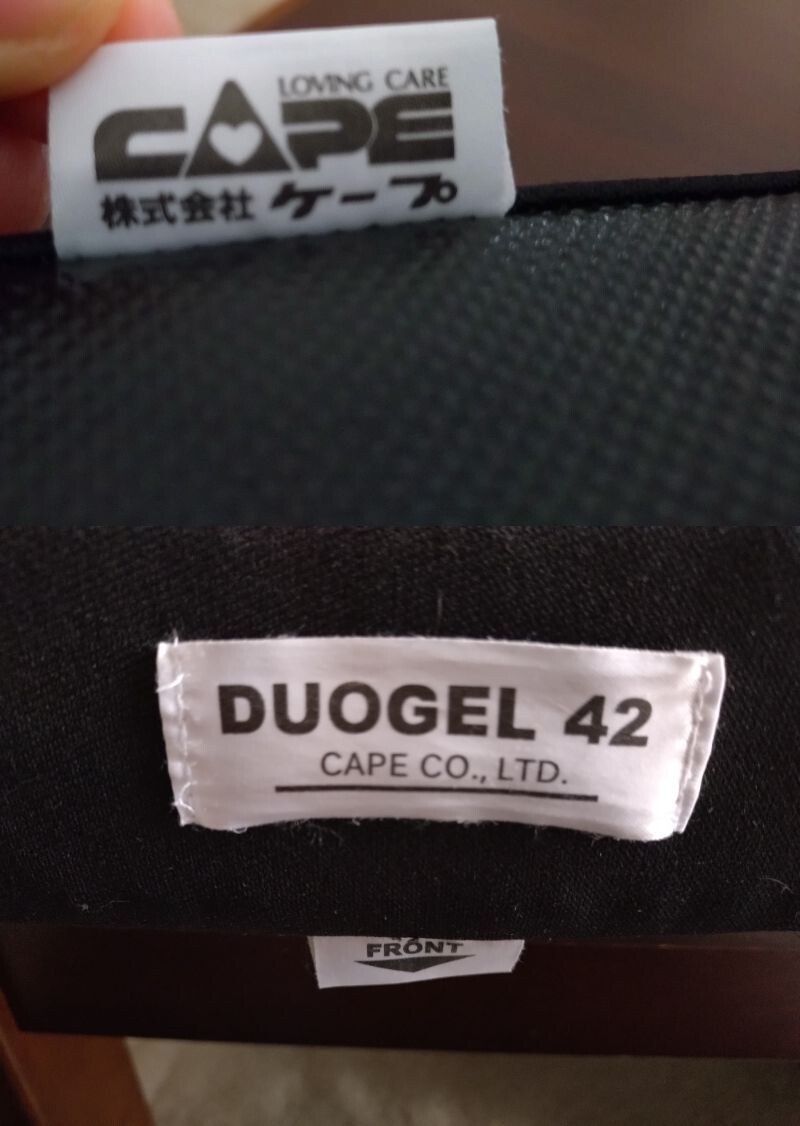 LOVING CARE
CAPE
株式会社 ケープ
DUOGEL 42
CAPE CO., LTD.
FRONT